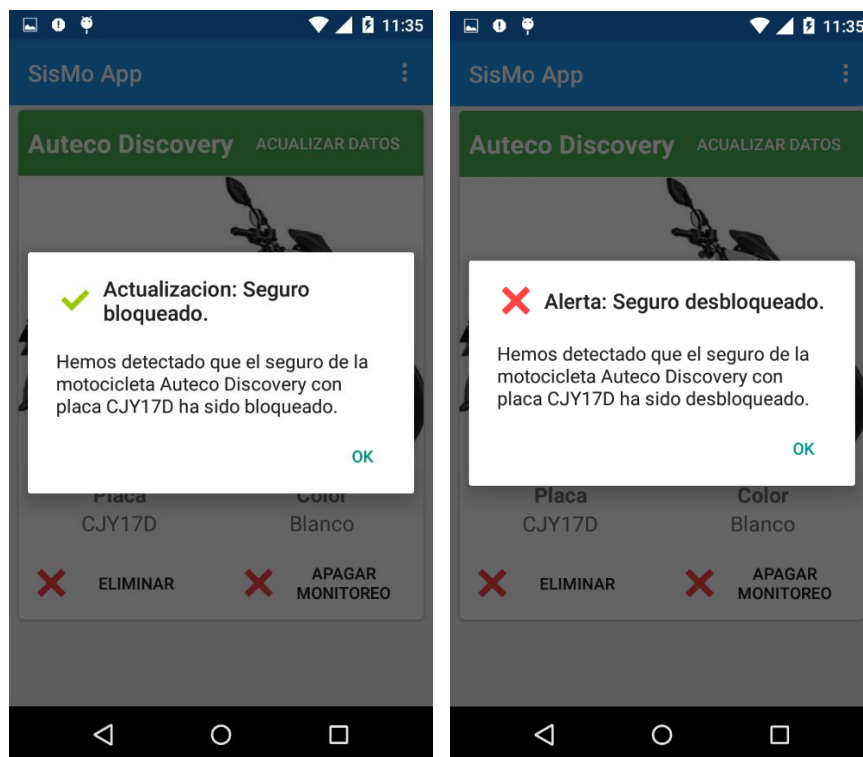 11:35
SisMo App
Auteco Discovery ACUALIZAR DATOS
Actualizacion: Seguro
bloqueado.
Hemos detectado que el seguro de la
motocicleta Auteco Discovery con
placa CJY17D ha sido bloqueado.
OK
Placa Color
CJY17D Blanco
ELIMINAR APAGAR
MONITOREO
11:35
SisMo App
Auteco Discovery ACUALIZAR DATOS
Alerta: Seguro desbloqueado.
Hemos detectado que el seguro de la
motocicleta Auteco Discovery con
placa CJY17D ha sido desbloqueado.
OK
Placa Color
CJY17D Blanco
ELIMINAR APAGAR
MONITOREO